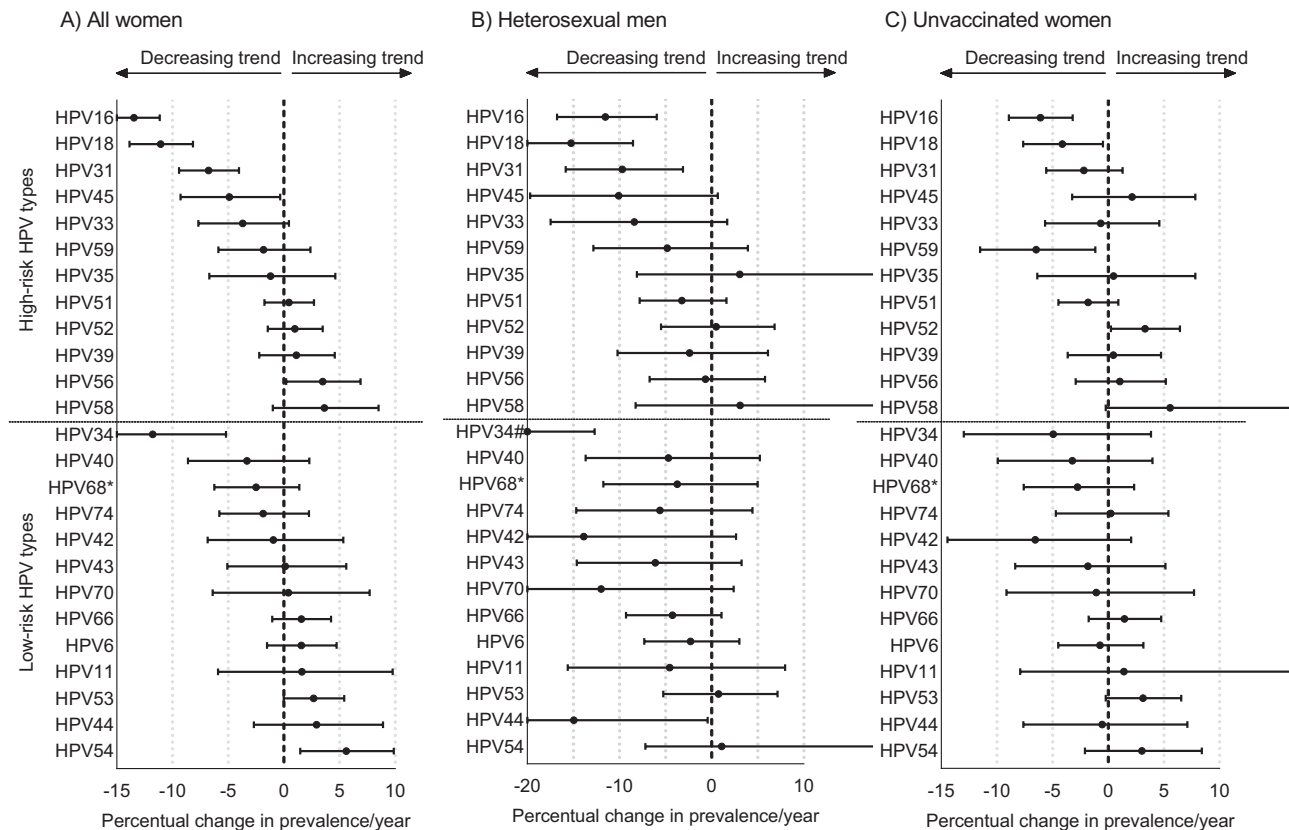 A) All women
Decreasing trend Increasing trend
High-risk HPV types
HPV16
HPV18
HPV31
HPV45
HPV33
HPV59
HPV35
HPV51
HPV52
HPV39
HPV56
HPV58
Low-risk HPV types
HPV34
HPV40
HPV68*
HPV74
HPV42
HPV43
HPV70
HPV66
HPV6
HPV11
HPV53
HPV44
HPV54
-15 -10 -5 0 5 10
Percentual change in prevalence/year
B) Heterosexual men
Decreasing trend Increasing trend
HPV16
HPV18
HPV31
HPV45
HPV33
HPV59
HPV35
HPV51
HPV52
HPV39
HPV56
HPV58
HPV34#
HPV40
HPV68*
HPV74
HPV42
HPV43
HPV70
HPV66
HPV6
HPV11
HPV53
HPV44
HPV54
-20 -10 0 10
Percentual change in prevalence/year
C) Unvaccinated women
Decreasing trend Increasing trend
HPV16
HPV18
HPV31
HPV45
HPV33
HPV59
HPV35
HPV51
HPV52
HPV39
HPV56
HPV58
HPV34
HPV40
HPV68*
HPV74
HPV42
HPV43
HPV70
HPV66
HPV6
HPV11
HPV53
HPV44
HPV54
-15 -10 -5 0 5 10
Percentual change in prevalence/year